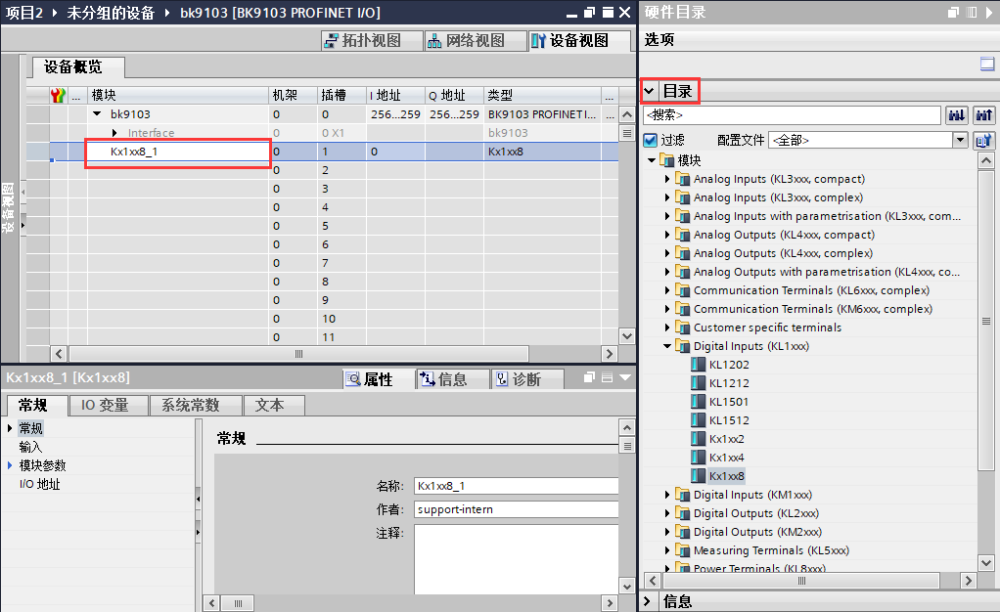 项目2 ▸ 未分组的设备 ▸ bk9103 [BK9103 PROFINET I/O]
拓扑视图 网络视图 设备视图
设备概览
... 模块 机架 插槽 I 地址 Q 地址 类型 ...
bk9103 0 0 256...259 256...259 BK9103 PROFINET I... ...
Interface 0 0 X1 bk9103
Kx1xx8_1 0 1 0 Kx1xx8
0 2
0 3
0 4
0 5
0 6
0 7
0 8
0 9
0 10
0 11
设备视图
Kx1xx8_1 [Kx1xx8]
属性 信息 诊断
常规 IO 变量 系统常数 文本
常规
输入
模块参数
I/O 地址
常规
名称: Kx1xx8_1
作者: support-intern
注释:
硬件目录
选项
目录
<搜索>
过滤 配置文件 <全部>
模块
Analog Inputs (KL3xxx, compact)
Analog Inputs (KL3xxx, complex)
Analog Inputs with parametrisation (KL3xxx, com...
Analog Outputs (KL4xxx, compact)
Analog Outputs (KL4xxx, complex)
Analog Outputs with parametrisation (KL4xxx, co...
Communication Terminals (KL6xxx, complex)
Communication Terminals (KM6xxx, complex)
Customer specific terminals
Digital Inputs (KL1xxx)
KL1202
KL1212
KL1501
KL1512
Kx1xx2
Kx1xx4
Kx1xx8
Digital Inputs (KM1xxx)
Digital Outputs (KL2xxx)
Digital Outputs (KM2xxx)
Measuring Terminals (KL5xxx)
Power Terminals (KL8xxx)
信息